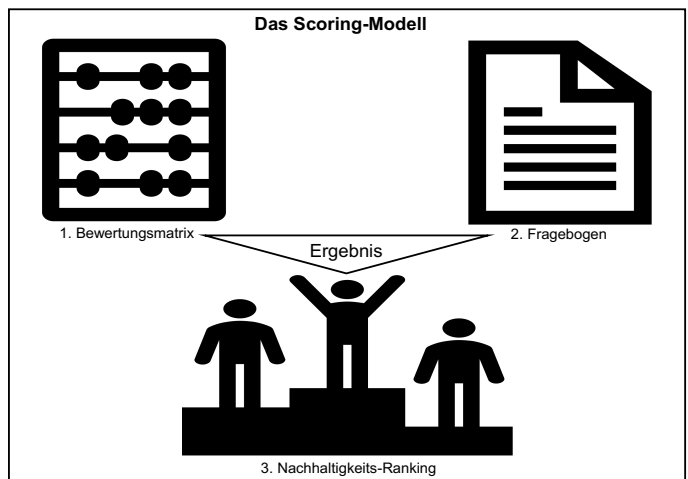 Das Scoring-Modell
1. Bewertungsmatrix
2. Fragebogen
Ergebnis
3. Nachhaltigkeits-Ranking